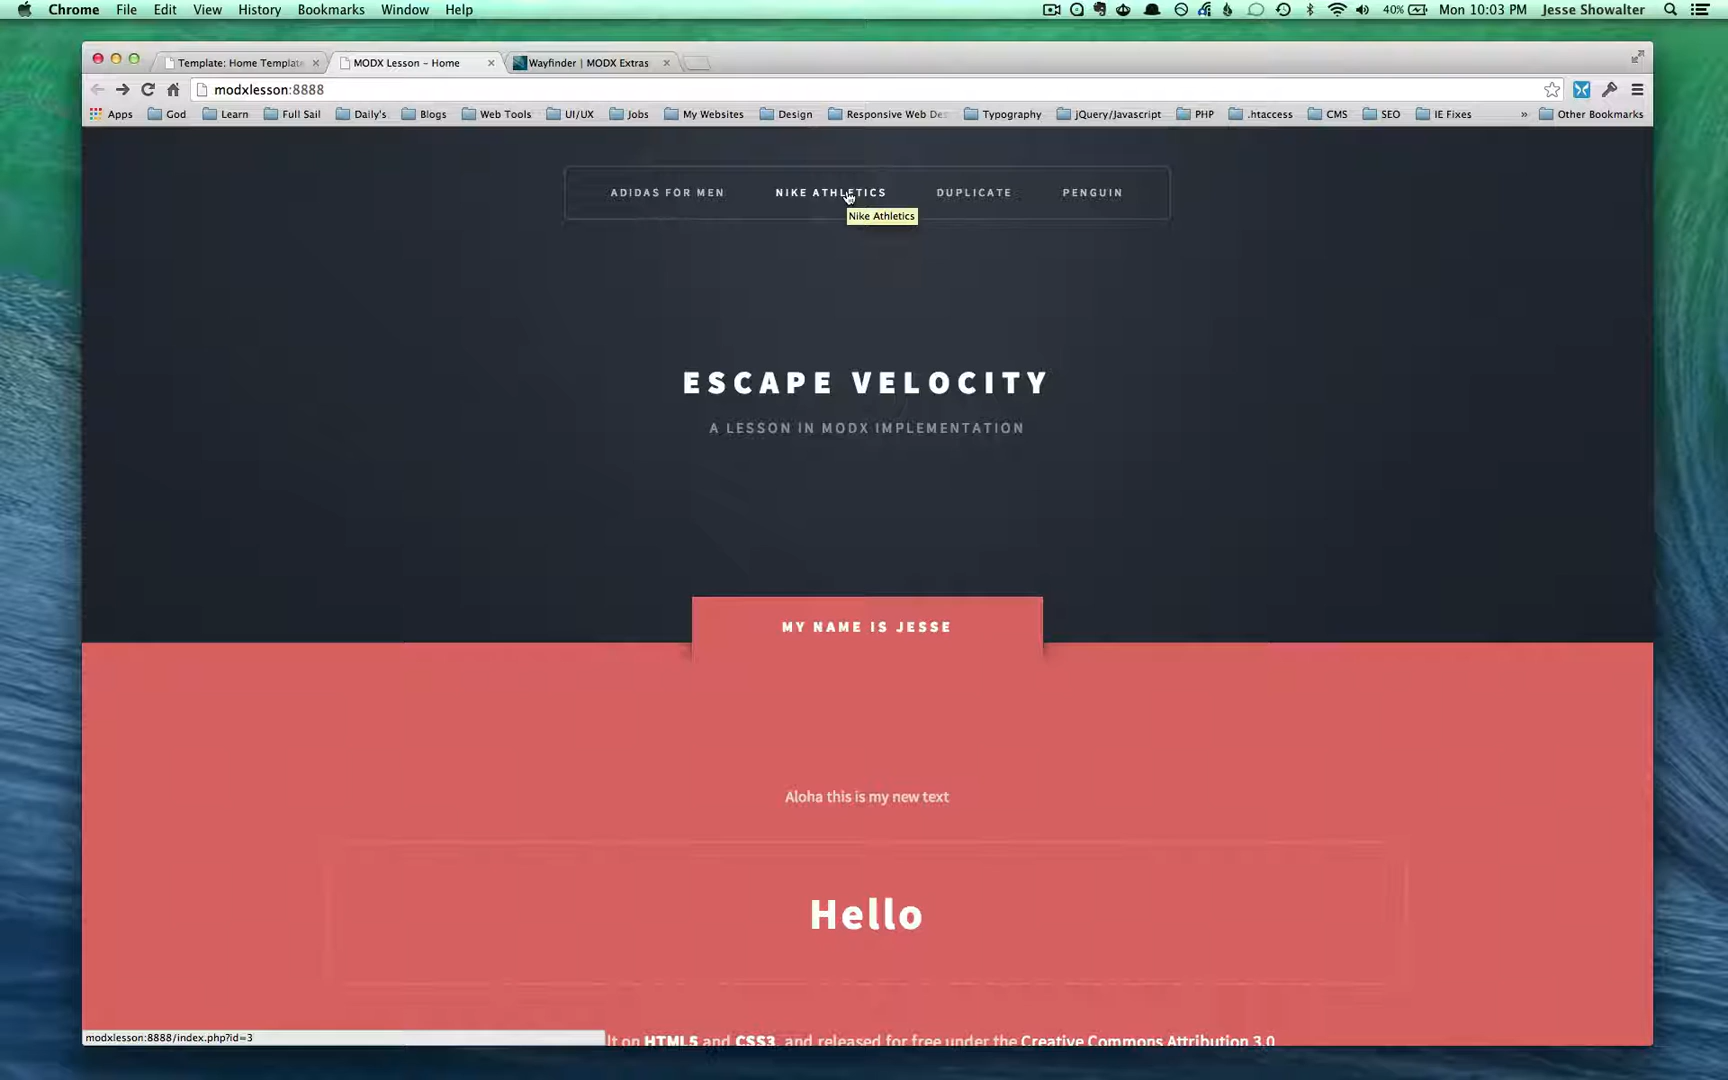 Chrome File Edit View History Bookmarks Window Help 40% Mon 10:03 PM Jesse Showalter
Template: Home Templat MODX Lesson - Home Wayfinder | MODX Extras
modxlesson:8888
Apps God Learn Full Sail Daily's Blogs Web Tools UI/UX Jobs My Websites Design Responsive Web De Typography jQuery/Javascript PHP .htaccess CMS SEO IE Fixes » Other Bookmarks
ADIDAS FOR MEN NIKE ATHLETICS DUPLICATE PENGUIN
Nike Athletics
ESCAPE VELOCITY
A LESSON IN MODX IMPLEMENTATION
MY NAME IS JESSE
Aloha this is my new text
Hello
lt on HTML5 and CSS3, and released for free under the Creative Commons Attribution 3.0
modxlesson:8888/index.php?id=3